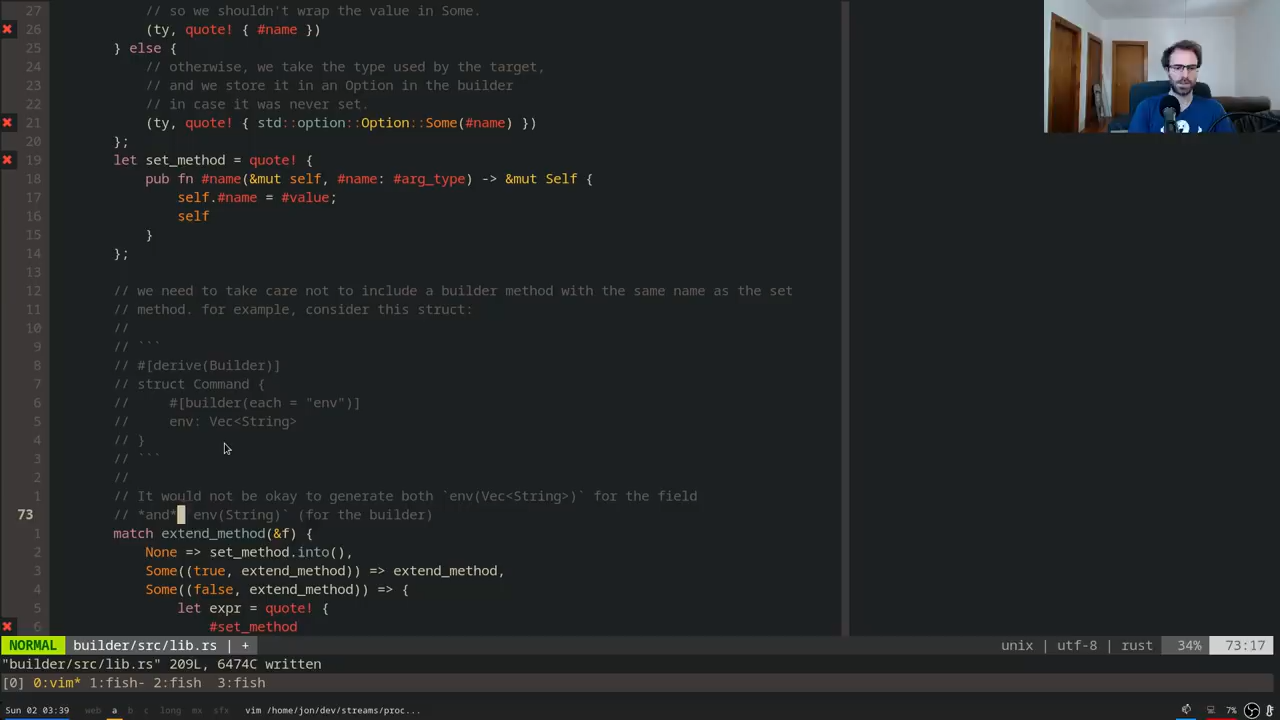 27 // so we shouldn't wrap the value in Some.
26 (ty, quote! { #name })
25 } else {
24 // otherwise, we take the type used by the target,
23 // and we store it in an Option in the builder
22 // in case it was never set.
21 (ty, quote! { std::option::Option::Some(#name) })
20 };
19 let set_method = quote! {
18 pub fn #name(&mut self, #name: #arg_type) -> &mut Self {
17 self.#name = #value;
16 self
15 }
14 };
13
12 // we need to take care not to include a builder method with the same name as the set
11 // method. for example, consider this struct:
10 //
9 // ```
8 // #[derive(Builder)]
7 // struct Command {
6 //     #[builder(each = "env")]
5 //     env: Vec<String>
4 // }
3 // ```
2 //
1 // It would not be okay to generate both `env(Vec<String>)` for the field
73 // *and* env(String)` (for the builder)
1 match extend_method(&f) {
2 None => set_method.into(),
3 Some((true, extend_method)) => extend_method,
4 Some((false, extend_method)) => {
5 let expr = quote! {
6 #set_method
NORMAL builder/src/lib.rs | + unix | utf-8 | rust 34% 73:17
"builder/src/lib.rs" 209L, 6474C written
[0] 0:vim* 1:fish- 2:fish 3:fish
Sun 02 03:39 web a b c long mx sfx vim /home/jon/dev/streams/proc... 7%